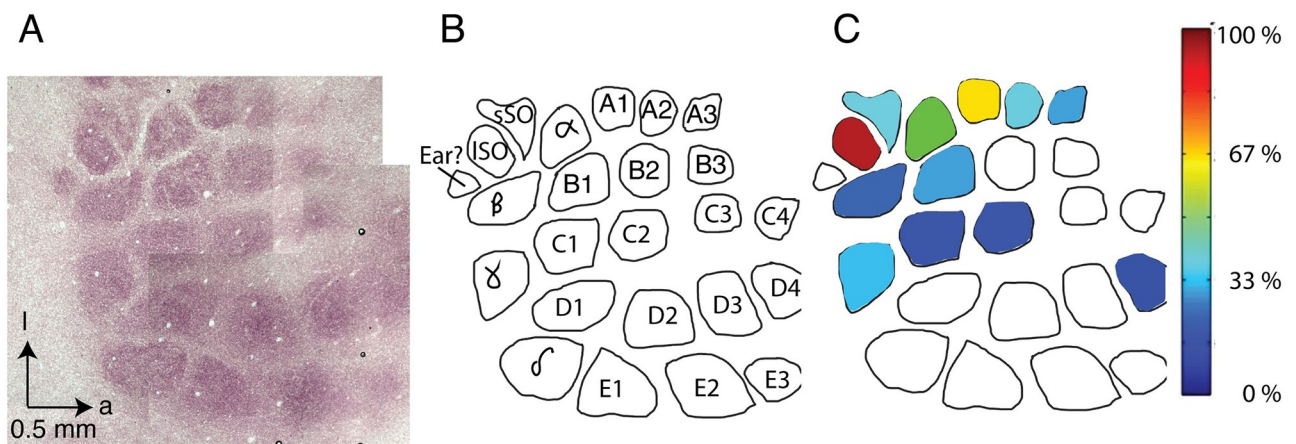 A
l
a
0.5 mm
B
sSO
lSO
Ear?
α
β
A1
A2
A3
B1
B2
B3
C1
C2
C3
C4
γ
D1
D2
D3
D4
δ
E1
E2
E3
C
100 %
67 %
33 %
0 %